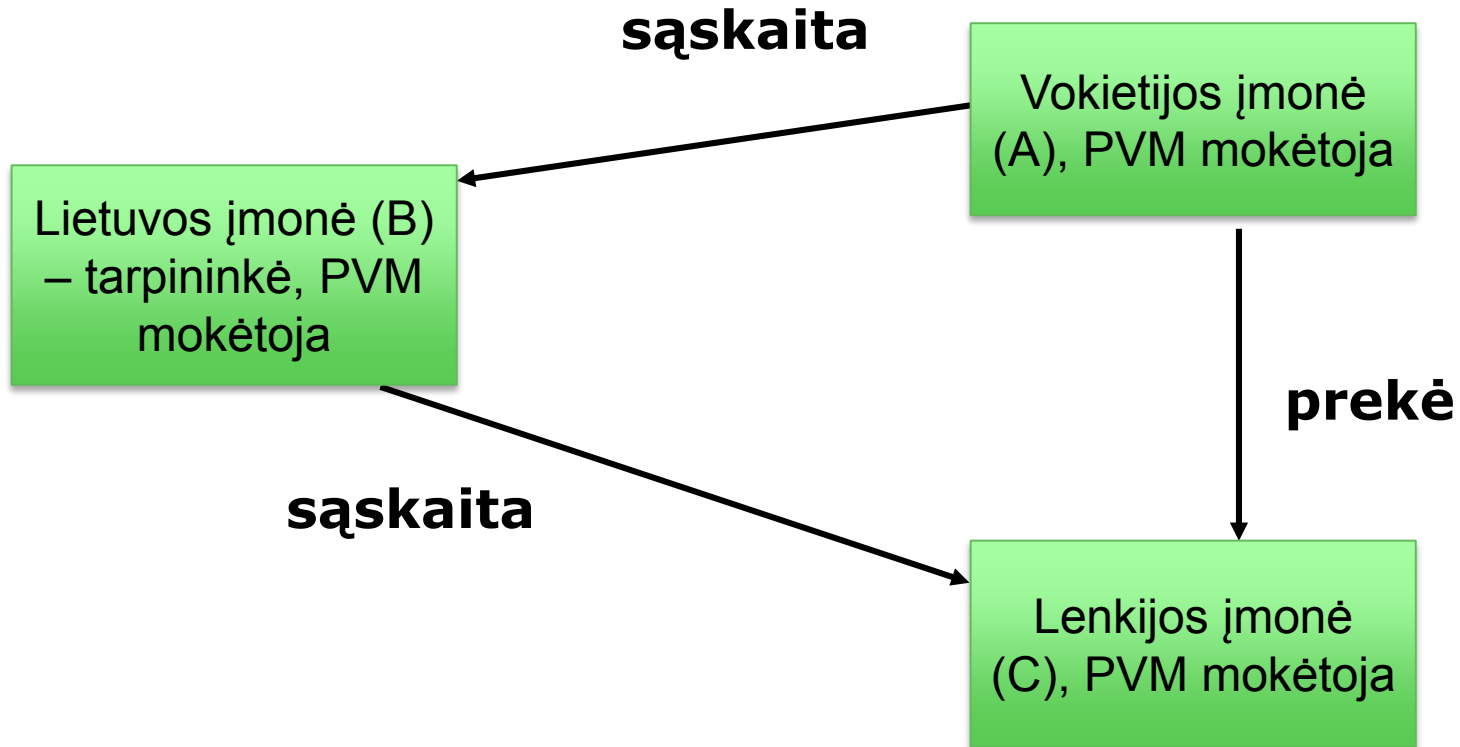 sąskaita
Vokietijos įmonė
(A), PVM mokėtoja
Lietuvos įmonė (B)
– tarpininkė, PVM
mokėtoja
prekė
sąskaita
Lenkijos įmonė
(C), PVM mokėtoja